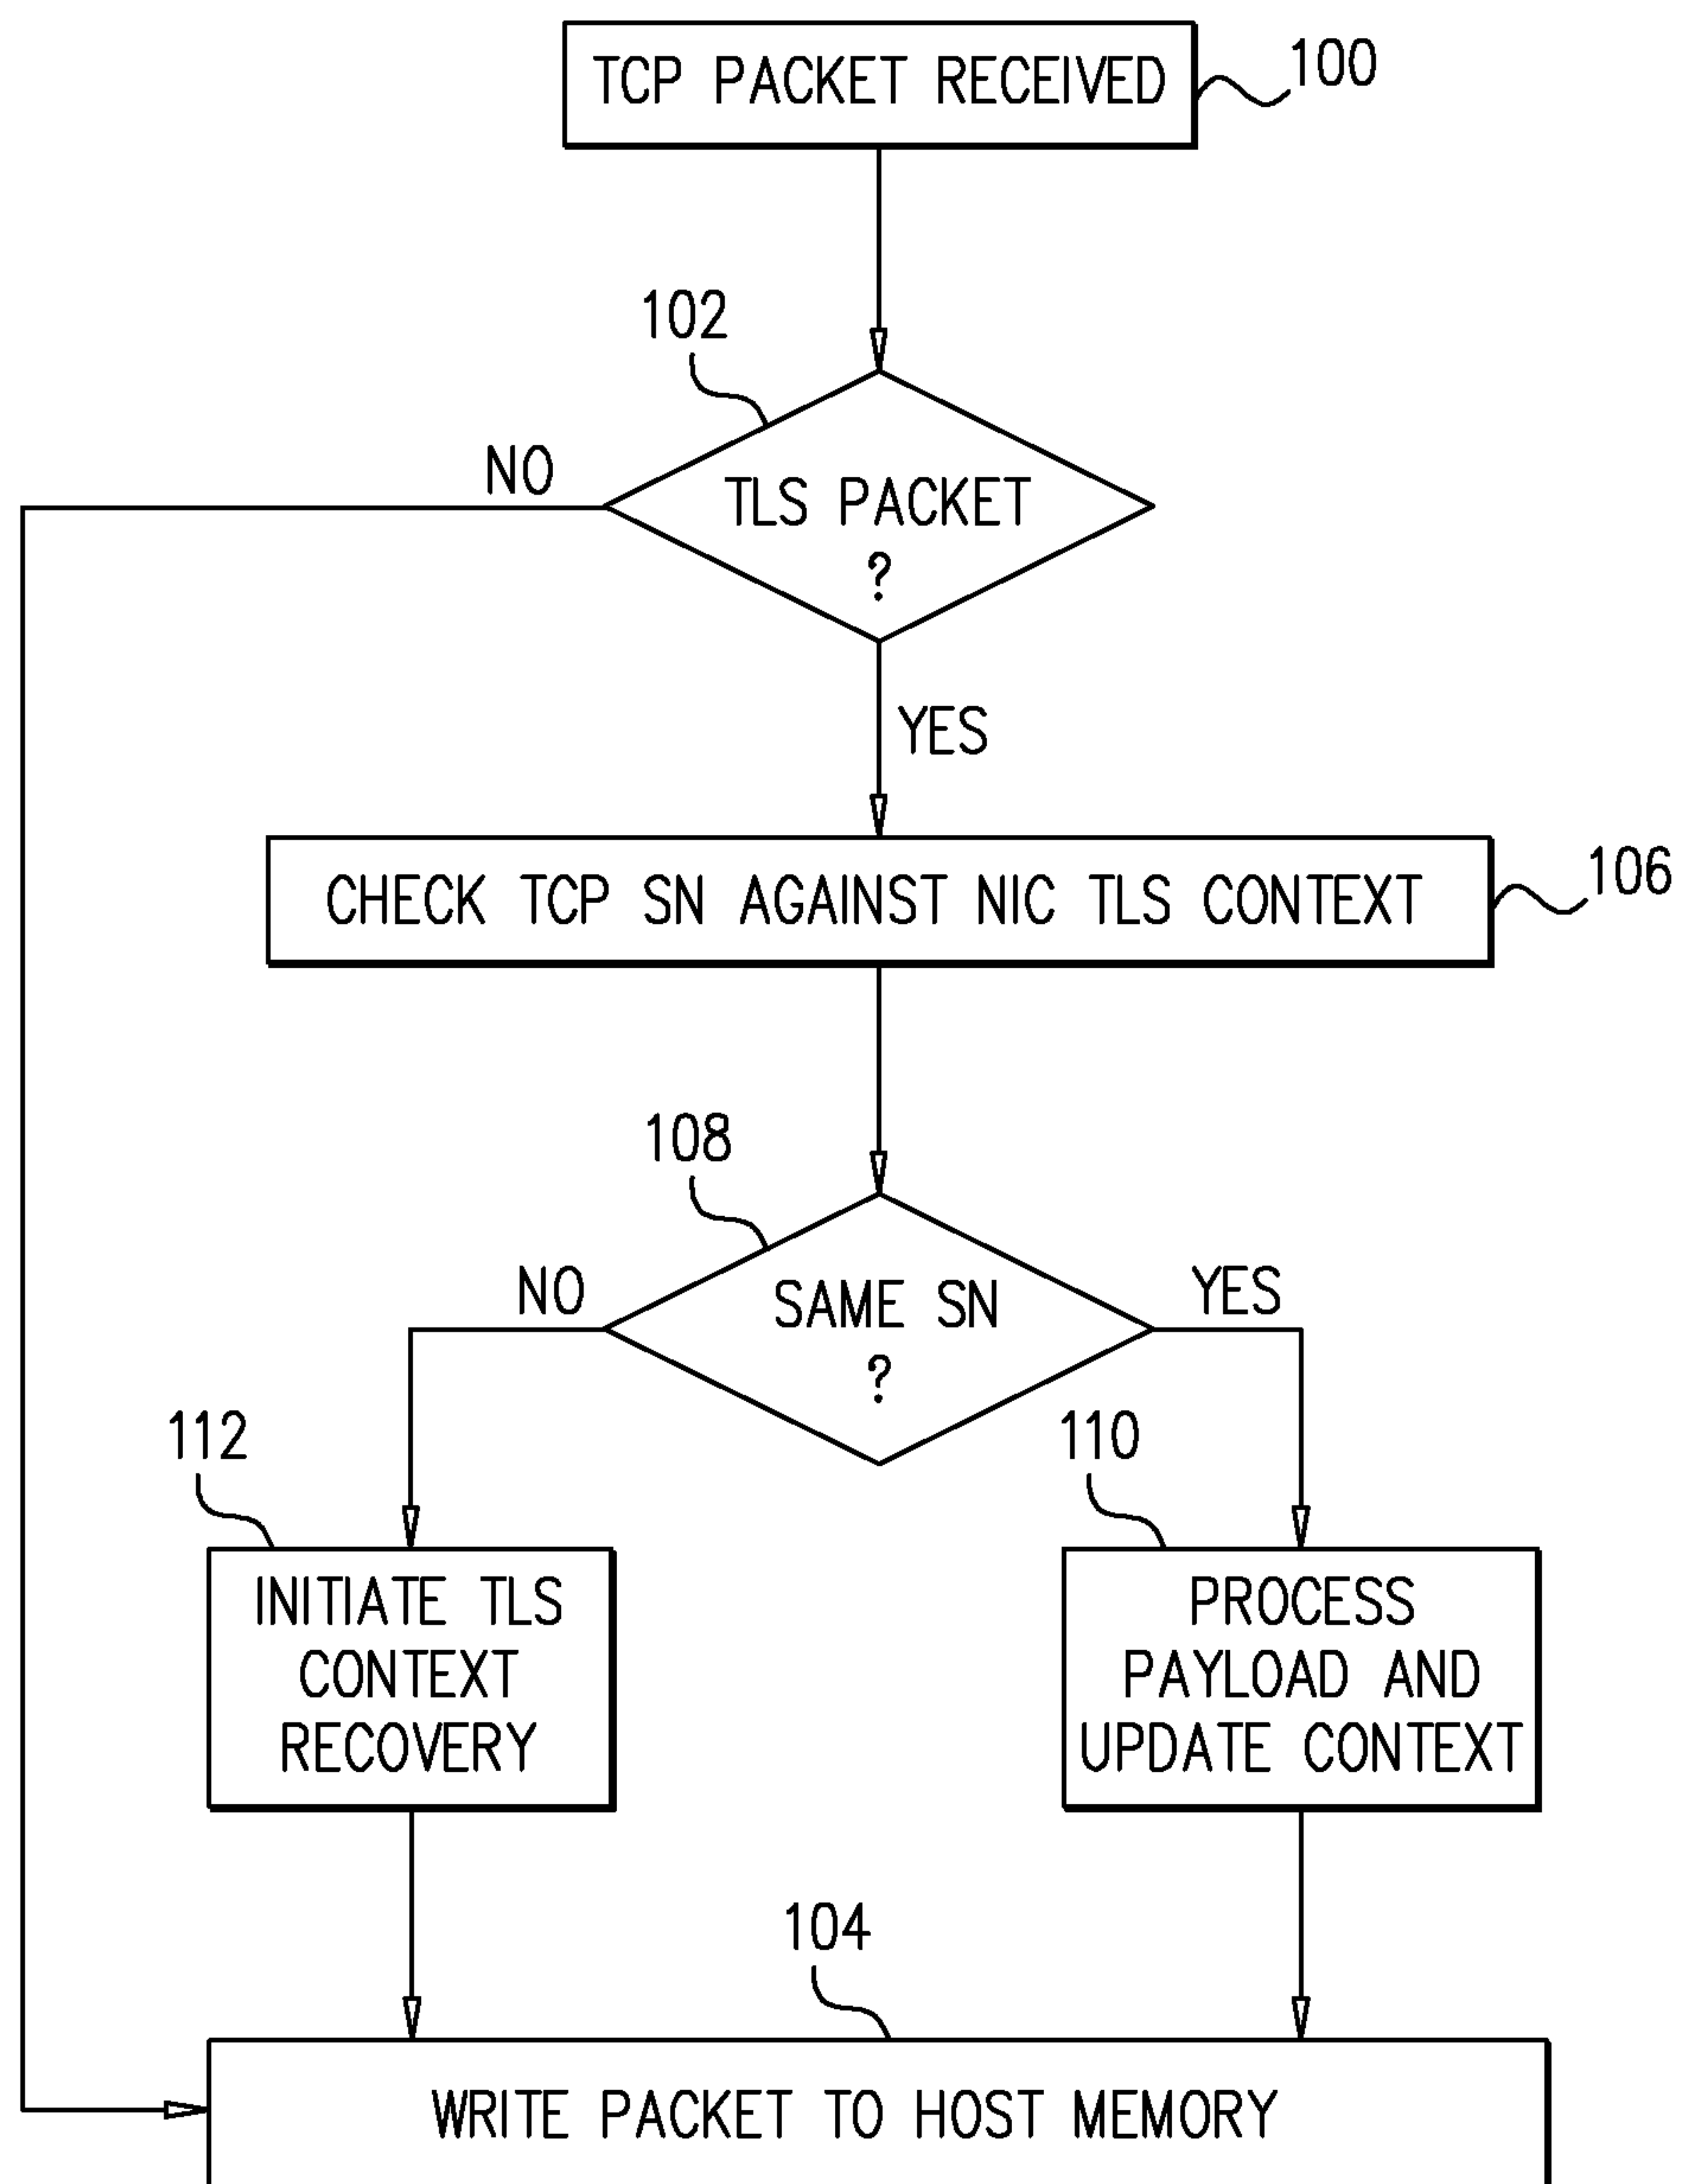 TCP PACKET RECEIVED
100
102
NO
TLS PACKET
?
YES
CHECK TCP SN AGAINST NIC TLS CONTEXT
106
108
NO
SAME SN
?
YES
112
110
INITIATE TLS
CONTEXT
RECOVERY
PROCESS
PAYLOAD AND
UPDATE CONTEXT
104
WRITE PACKET TO HOST MEMORY